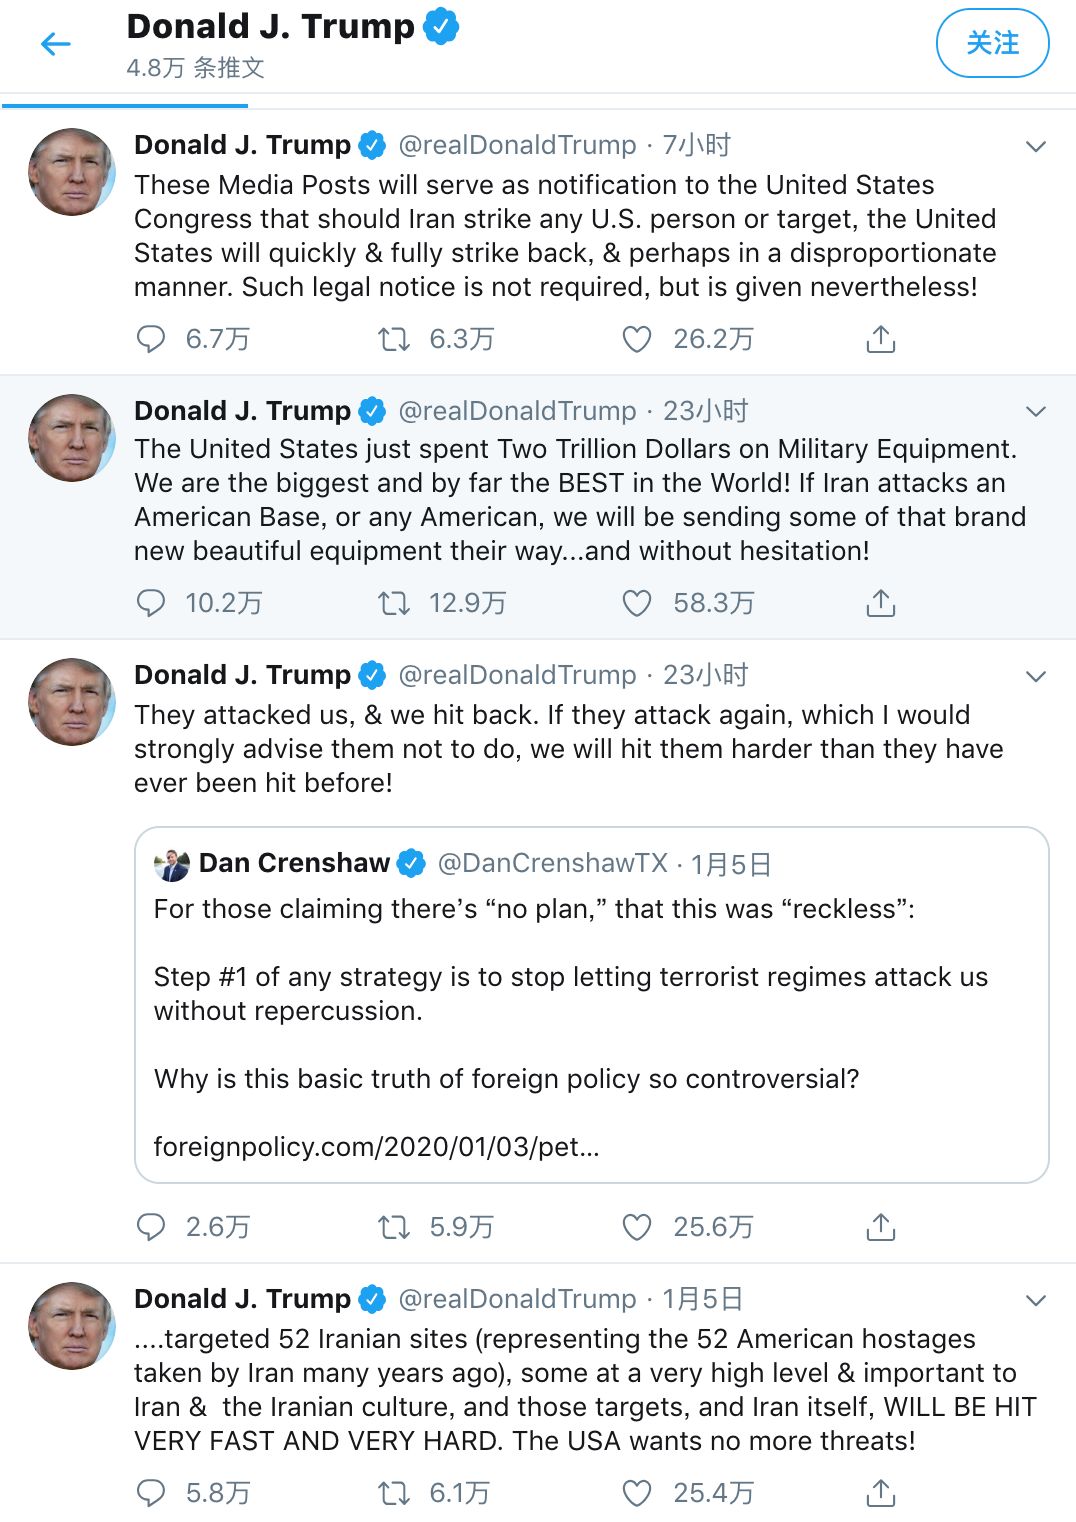 Donald J. Trump
4.8万 条推文
关注
Donald J. Trump @realDonaldTrump · 7小时
These Media Posts will serve as notification to the United States
Congress that should Iran strike any U.S. person or target, the United
States will quickly & fully strike back, & perhaps in a disproportionate
manner. Such legal notice is not required, but is given nevertheless!
6.7万 6.3万 26.2万
Donald J. Trump @realDonaldTrump · 23小时
The United States just spent Two Trillion Dollars on Military Equipment.
We are the biggest and by far the BEST in the World! If Iran attacks an
American Base, or any American, we will be sending some of that brand
new beautiful equipment their way...and without hesitation!
10.2万 12.9万 58.3万
Donald J. Trump @realDonaldTrump · 23小时
They attacked us, & we hit back. If they attack again, which I would
strongly advise them not to do, we will hit them harder than they have
ever been hit before!
Dan Crenshaw @DanCrenshawTX · 1月5日
For those claiming there’s “no plan,” that this was “reckless”:
Step #1 of any strategy is to stop letting terrorist regimes attack us
without repercussion.
Why is this basic truth of foreign policy so controversial?
foreignpolicy.com/2020/01/03/pet...
2.6万 5.9万 25.6万
Donald J. Trump @realDonaldTrump · 1月5日
....targeted 52 Iranian sites (representing the 52 American hostages
taken by Iran many years ago), some at a very high level & important to
Iran &  the Iranian culture, and those targets, and Iran itself, WILL BE HIT
VERY FAST AND VERY HARD. The USA wants no more threats!
5.8万 6.1万 25.4万